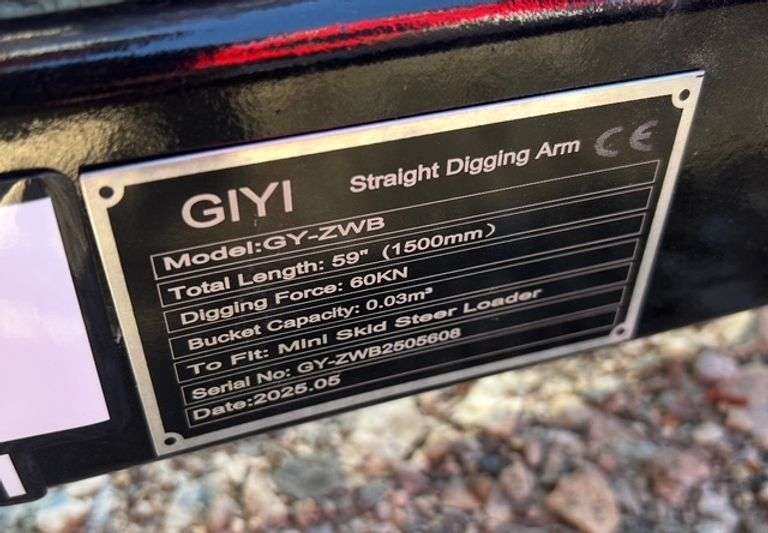 GIYI Straight Digging Arm CE
Model:GY-ZWB
Total Length: 59" (1500mm)
Digging Force: 60KN
Bucket Capacity: 0.03m³
To Fit: Mini Skid Steer Loader
Serial No: GY-ZWB2505608
Date:2025.05